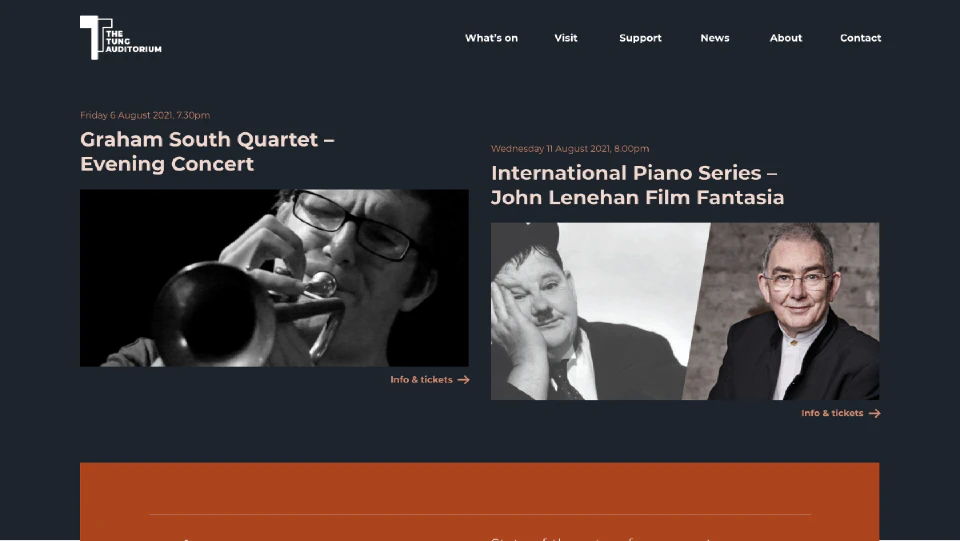 THE
TUNG
AUDITORIUM
What's on
Visit
Support
News
About
Contact
Friday 6 August 2021, 7.30pm
Graham South Quartet –
Evening Concert
Info & tickets
Wednesday 11 August 2021, 8.00pm
International Piano Series –
John Lenehan Film Fantasia
Info & tickets